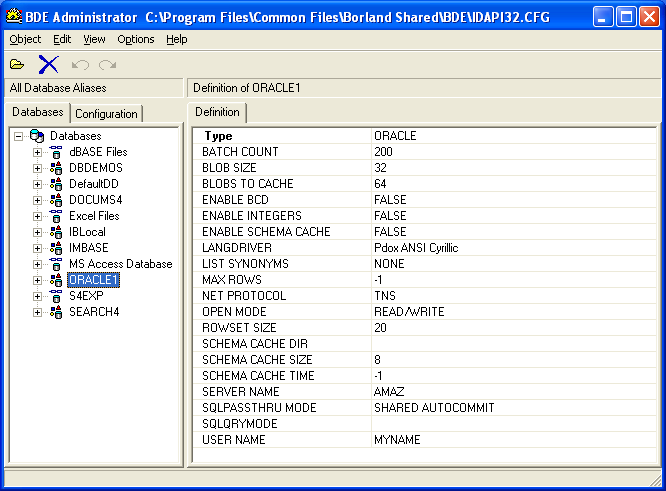 BDE Administrator C:\Program Files\Common Files\Borland Shared\BDE\IDAPI32.CFG
Object Edit View Options Help
All Database Aliases
Definition of ORACLE1
Databases Configuration
Definition
Databases
dBASE Files
DBDEMOS
DefaultDD
DOCUMS4
Excel Files
IBLocal
IMBASE
MS Access Database
ORACLE1
S4EXP
SEARCH4
Type ORACLE
BATCH COUNT 200
BLOB SIZE 32
BLOBS TO CACHE 64
ENABLE BCD FALSE
ENABLE INTEGERS FALSE
ENABLE SCHEMA CACHE FALSE
LANGDRIVER Pdox ANSI Cyrillic
LIST SYNONYMS NONE
MAX ROWS -1
NET PROTOCOL TNS
OPEN MODE READ/WRITE
ROWSET SIZE 20
SCHEMA CACHE DIR
SCHEMA CACHE SIZE 8
SCHEMA CACHE TIME -1
SERVER NAME AMAZ
SQLPASSTHRU MODE SHARED AUTOCOMMIT
SQLQRYMODE
USER NAME MYNAME